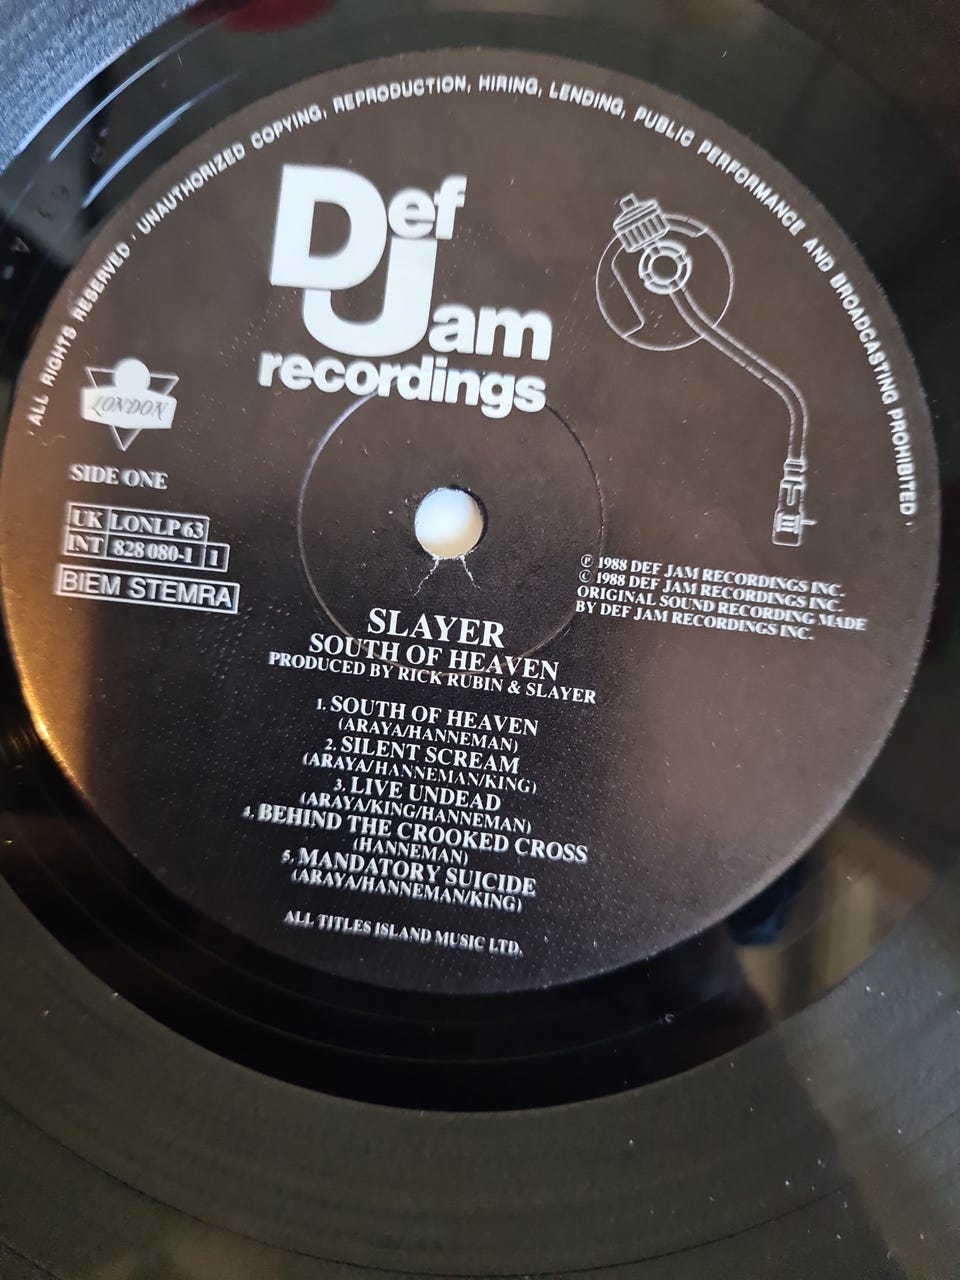 · ALL RIGHTS RESERVED · UNAUTHORIZED COPYING, REPRODUCTION, HIRING, LENDING, PUBLIC PERFORMANCE AND BROADCASTING PROHIBITED ·
Def
Jam
recordings
LONDON
SIDE ONE
UK LONLP 63
INT 828 080-1 1
BIEM STEMRA
℗ 1988 DEF JAM RECORDINGS INC.
© 1988 DEF JAM RECORDINGS INC.
ORIGINAL SOUND RECORDING MADE
BY DEF JAM RECORDINGS INC.
SLAYER
SOUTH OF HEAVEN
PRODUCED BY RICK RUBIN & SLAYER
1. SOUTH OF HEAVEN
(ARAYA/HANNEMAN)
2. SILENT SCREAM
(ARAYA/HANNEMAN/KING)
3. LIVE UNDEAD
(ARAYA/KING/HANNEMAN)
4. BEHIND THE CROOKED CROSS
(HANNEMAN)
5. MANDATORY SUICIDE
(ARAYA/HANNEMAN/KING)
ALL TITLES ISLAND MUSIC LTD.